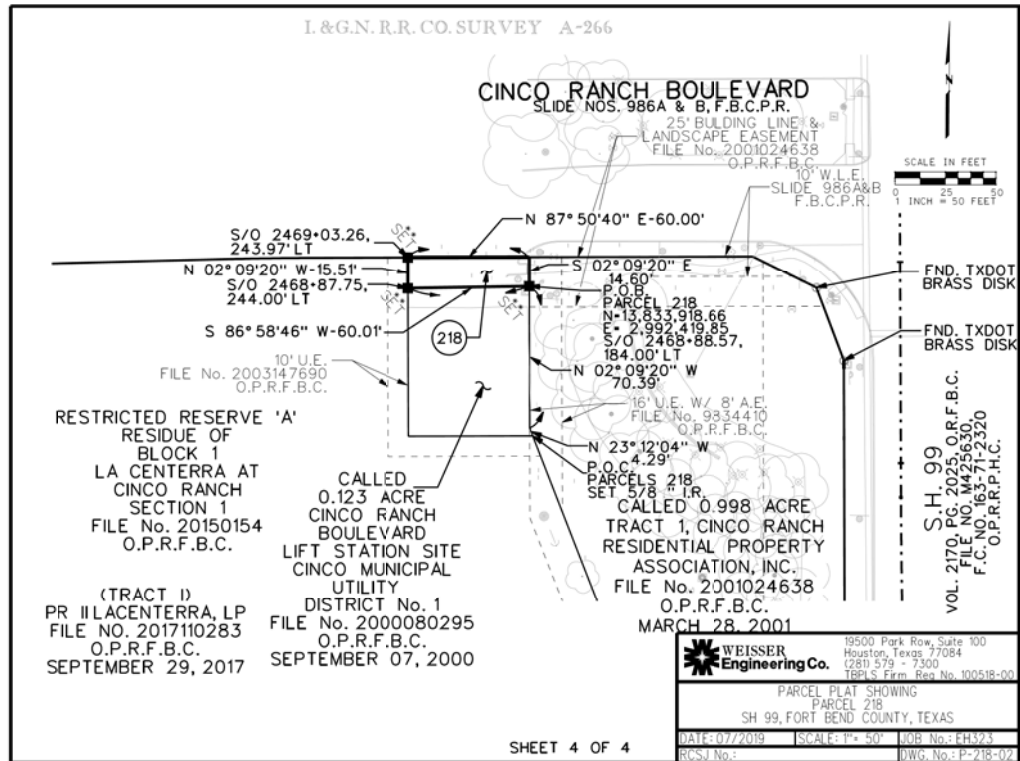 I.&G.N. R.R. CO. SURVEY A-266
CINCO RANCH BOULEVARD
SLIDE NOS. 986A & B, F.B.C.P.R.
25' BULDING LINE &
LANDSCAPE EASEMENT
FILE No. 2001024638
O.P.R.F.B.C.
10' W.L.E.
SLIDE 986A&B
F.B.C.P.R.
N
SCALE IN FEET
0 25 50
1 INCH = 50 FEET
N 87° 50'40" E-60.00'
S/O 2469+03.26,
243.97' LT
SET **
N 02° 09'20" W-15.51'
S/O 2468+87.75,
244.00' LT
SET **
SET **
S 86° 58'46" W-60.01'
218
S 02° 09'20" E
14.60'
P.O.B.
PARCEL 218
N=13,833,918.66
E= 2,992,419.85
S/O 2468+88.57,
184.00' LT
N 02° 09'20" W
70.39'
FND. TXDOT
BRASS DISK
FND. TXDOT
BRASS DISK
10' U.E.
FILE No. 2003147690
O.P.R.F.B.C.
16' U.E. W/ 8' A.E.
FILE No. 9834410
O.P.R.F.B.C.
N 23° 12'04" W
4.29'
P.O.C.
PARCELS 218
SET 5/8 " I.R.
RESTRICTED RESERVE 'A'
RESIDUE OF
BLOCK 1
LA CENTERRA AT
CINCO RANCH
SECTION 1
FILE No. 20150154
O.P.R.F.B.C.
(TRACT I)
PR II LACENTERRA, LP
FILE NO. 2017110283
O.P.R.F.B.C.
SEPTEMBER 29, 2017
CALLED
0.123 ACRE
CINCO RANCH
BOULEVARD
LIFT STATION SITE
CINCO MUNICIPAL
UTILITY
DISTRICT No. 1
FILE No. 2000080295
O.P.R.F.B.C.
SEPTEMBER 07, 2000
CALLED 0.998 ACRE
TRACT 1, CINCO RANCH
RESIDENTIAL PROPERTY
ASSOCIATION, INC.
FILE No. 2001024638
O.P.R.F.B.C.
MARCH 28, 2001
S.H. 99
VOL. 2170, PG. 2025, O.R.F.B.C.
FILE NO. M425630,
F.C. NO. 163-71-2320
O.P.R.R.P.H.C.
WEISSER
Engineering Co.
19500 Park Row, Suite 100
Houston, Texas 77084
(281) 579 - 7300
TBPLS Firm Reg No. 100518-00
PARCEL PLAT SHOWING
PARCEL 218
SH 99, FORT BEND COUNTY, TEXAS
DATE: 07/2019 SCALE: 1"= 50' JOB No.: EH323
RCSJ No.: DWG. No.: P-218-02
SHEET 4 OF 4